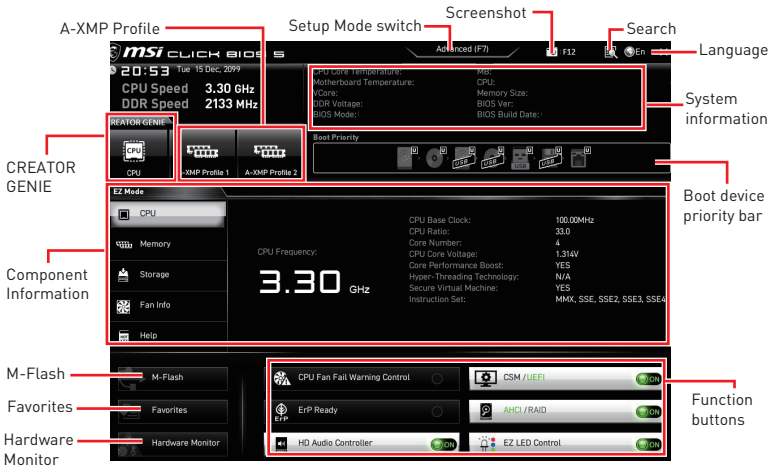 Screenshot
A-XMP Profile
Setup Mode switch
Search
msi CLICK BIOS 5
Advanced (F7)
: F12
En
Language
20:53 Tue 15 Dec, 2099
CPU Speed 3.30 GHz
DDR Speed 2133 MHz
CPU Core Temperature:
Motherboard Temperature:
VCore:
DDR Voltage:
BIOS Mode:
MB:
CPU:
Memory Size:
BIOS Ver:
BIOS Build Date:
System
information
CREATOR GENIE
CPU
CPU
A-XMP Profile 1
A-XMP Profile 2
Boot Priority
U
U
U
USB
U
USB
U
USB
U
USB
U
CREATOR
GENIE
Boot device
priority bar
EZ Mode
CPU
Memory
Storage
Fan Info
Help
CPU Frequency:
3.30 GHz
CPU Base Clock: 100.00MHz
CPU Ratio: 33.0
Core Number: 4
CPU Core Voltage: 1.314V
Core Performance Boost: YES
Hyper-Threading Technology: N/A
Secure Virtual Machine: YES
Instruction Set: MMX, SSE, SSE2, SSE3, SSE4
Component
Information
M-Flash
M-Flash
CPU Fan Fail Warning Control
CSM /UEFI
ON
Favorites
Favorites
ErP
ErP Ready
AHCI /RAID
ON
Function
buttons
Hardware
Monitor
Hardware Monitor
HD Audio Controller
ON
EZ LED Control
ON